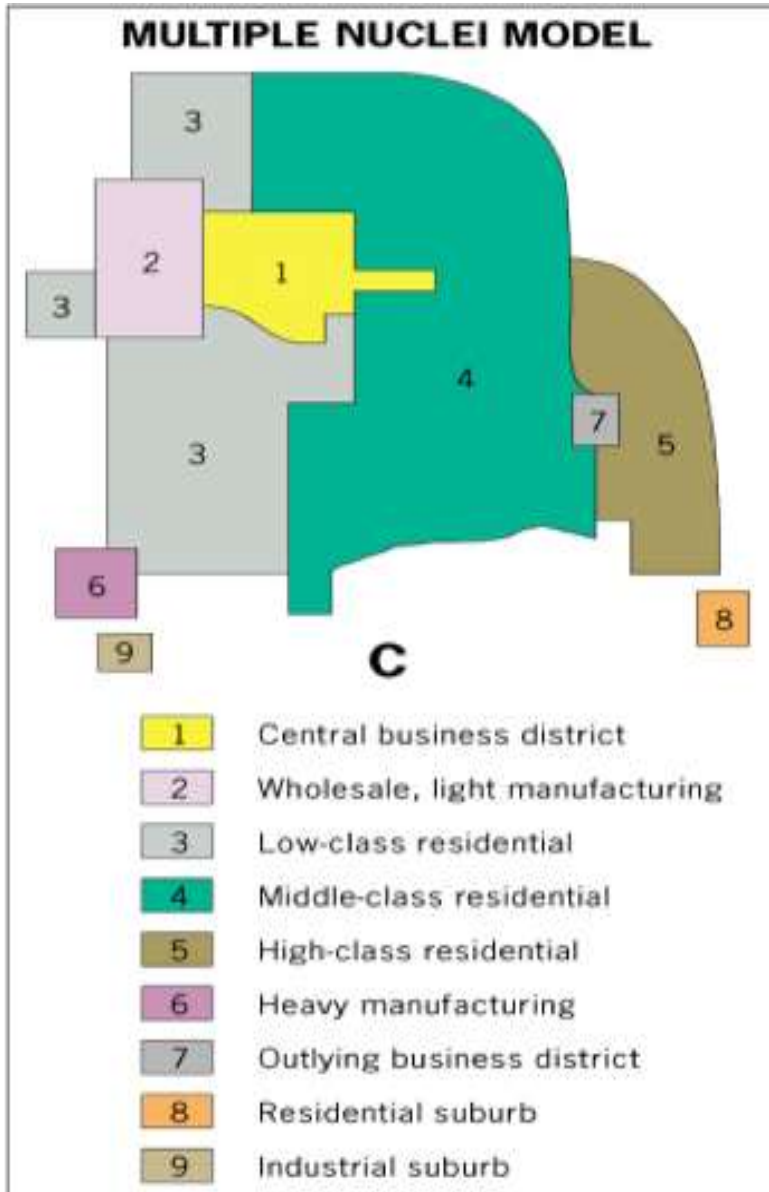 MULTIPLE NUCLEI MODEL
3
2
1
3
4
7
5
3
6
8
9
C
1 Central business district
2 Wholesale, light manufacturing
3 Low-class residential
4 Middle-class residential
5 High-class residential
6 Heavy manufacturing
7 Outlying business district
8 Residential suburb
9 Industrial suburb